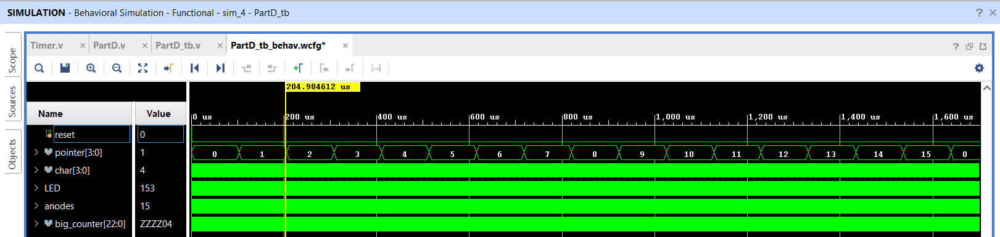 SIMULATION - Behavioral Simulation - Functional - sim_4 - PartD_tb ? ×
Scope
Sources
Objects
Timer.v × PartD.v × PartD_tb.v × PartD_tb_behav.wcfg* × ?
204.984612 us
Name Value
0 us 200 us 400 us 600 us 800 us 1,000 us 1,200 us 1,400 us 1,600 us
reset 0
pointer[3:0] 1 0 1 2 3 4 5 6 7 8 9 10 11 12 13 14 15 0
char[3:0] 4
LED 153
anodes 15
big_counter[22:0] ZZZZ04